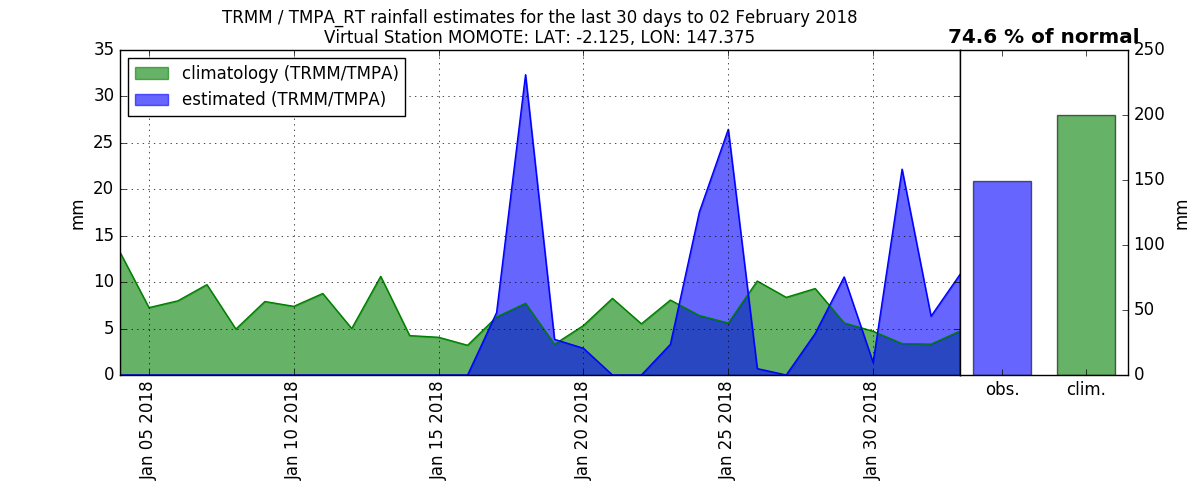 TRMM / TMPA_RT rainfall estimates for the last 30 days to 02 February 2018
Virtual Station MOMOTE: LAT: -2.125, LON: 147.375
74.6 % of normal
climatology (TRMM/TMPA)
estimated (TRMM/TMPA)
35
30
25
20
15
10
5
0
mm
Jan 05 2018
Jan 10 2018
Jan 15 2018
Jan 20 2018
Jan 25 2018
Jan 30 2018
obs.
clim.
250
200
150
100
50
0
mm